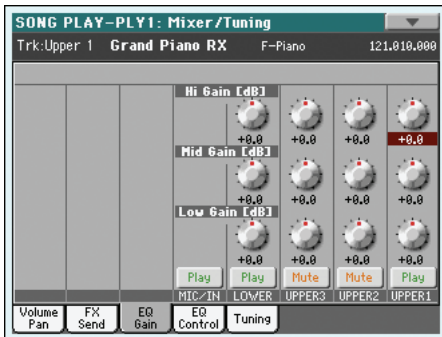 SONG PLAY-PLY1: Mixer/Tuning
Trk:Upper 1 Grand Piano RX F-Piano 121.010.000
Hi Gain [dB]
+0.0 +0.0 +0.0 +0.0
Mid Gain [dB]
+0.0 +0.0 +0.0 +0.0
Low Gain [dB]
+0.0 +0.0 +0.0 +0.0
Play Play Mute Mute Play
MIC/IN LOWER UPPER3 UPPER2 UPPER1
Volume Pan FX Send EQ Gain EQ Control Tuning